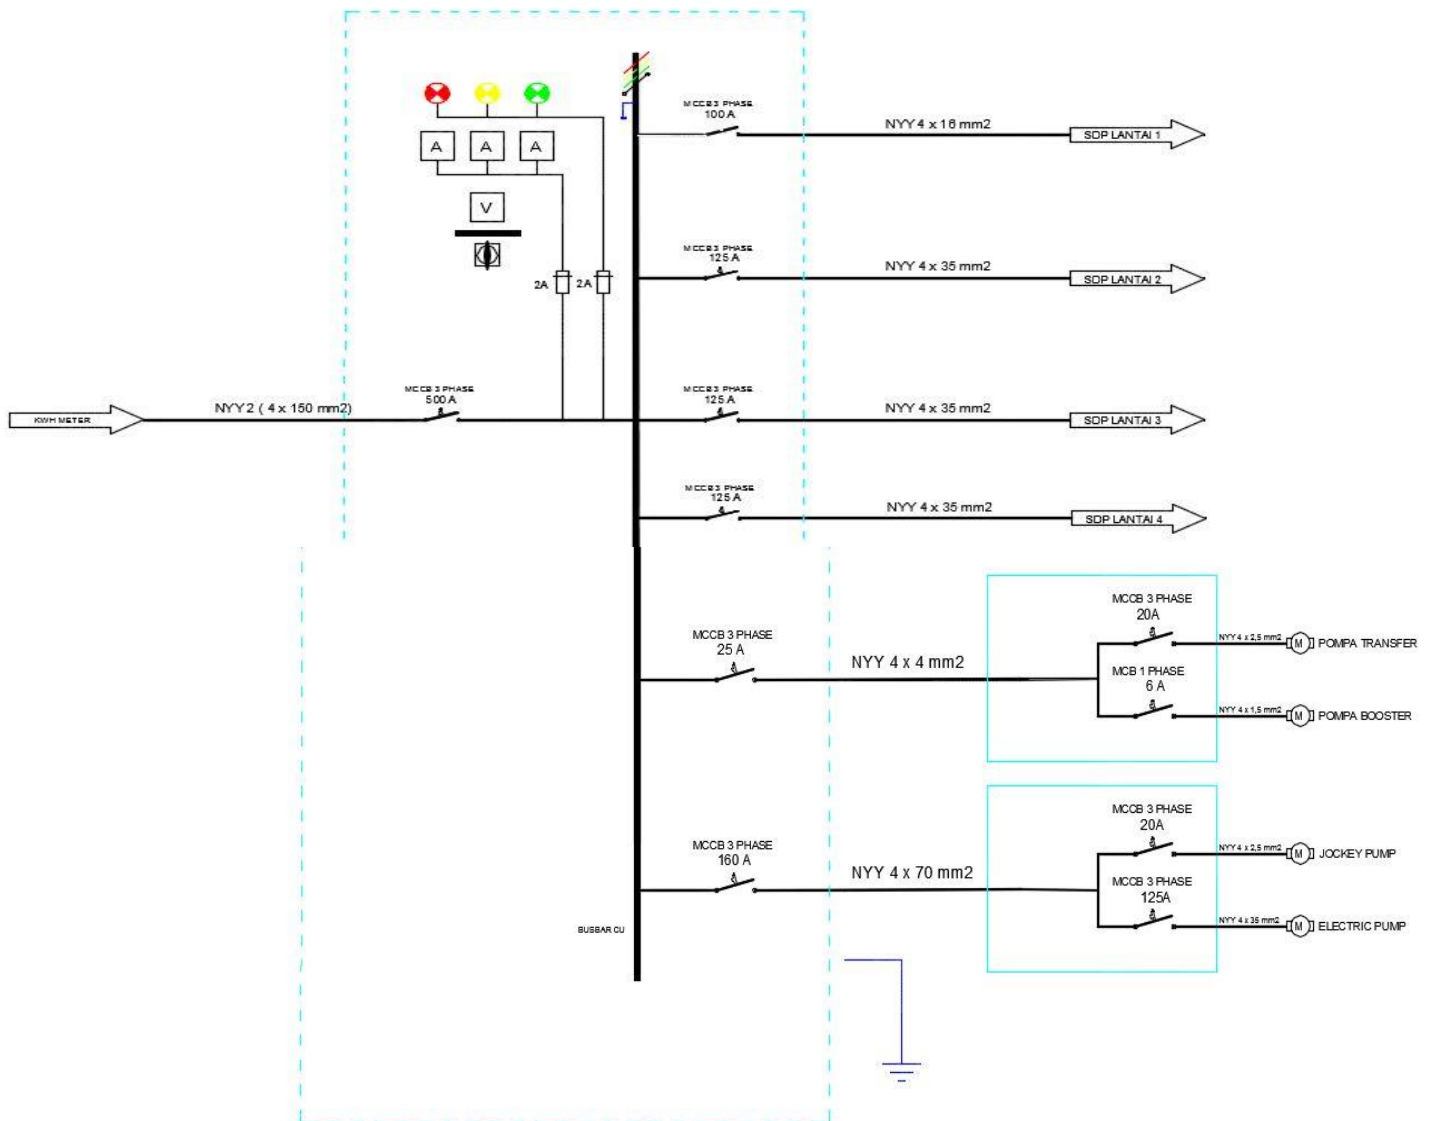 MCCB 3 PHASE
100 A
NYY 4 x 16 mm2
SDP LANTAI 1
A
A
A
V
MCCB 3 PHASE
125 A
NYY 4 x 35 mm2
SDP LANTAI 2
2A
2A
KWH METER
NYY 2 ( 4 x 150 mm2)
MCCB 3 PHASE
500 A
MCCB 3 PHASE
125 A
NYY 4 x 35 mm2
SDP LANTAI 3
MCCB 3 PHASE
125 A
NYY 4 x 35 mm2
SDP LANTAI 4
MCCB 3 PHASE
25 A
NYY 4 x 4 mm2
MCCB 3 PHASE
20A
NYY 4 x 2,5 mm2
M
POMPA TRANSFER
MCB 1 PHASE
6 A
NYY 4 x 1,5 mm2
M
POMPA BOOSTER
MCCB 3 PHASE
160 A
NYY 4 x 70 mm2
MCCB 3 PHASE
20A
NYY 4 x 2,5 mm2
M
JOCKEY PUMP
MCCB 3 PHASE
125A
NYY 4 x 35 mm2
M
ELECTRIC PUMP
BUSBAR CU